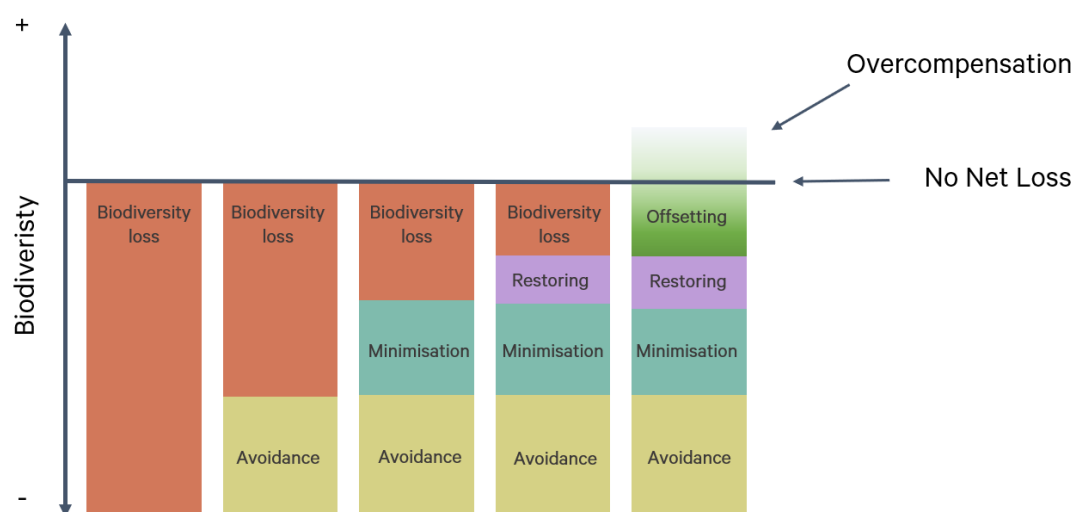 +
Overcompensation
No Net Loss
Biodiversity
loss
Biodiversity
loss
Biodiversity
loss
Biodiversity
loss
Offsetting
Restoring
Restoring
Minimisation
Minimisation
Minimisation
Avoidance
Avoidance
Avoidance
Avoidance
Biodiveristy
-